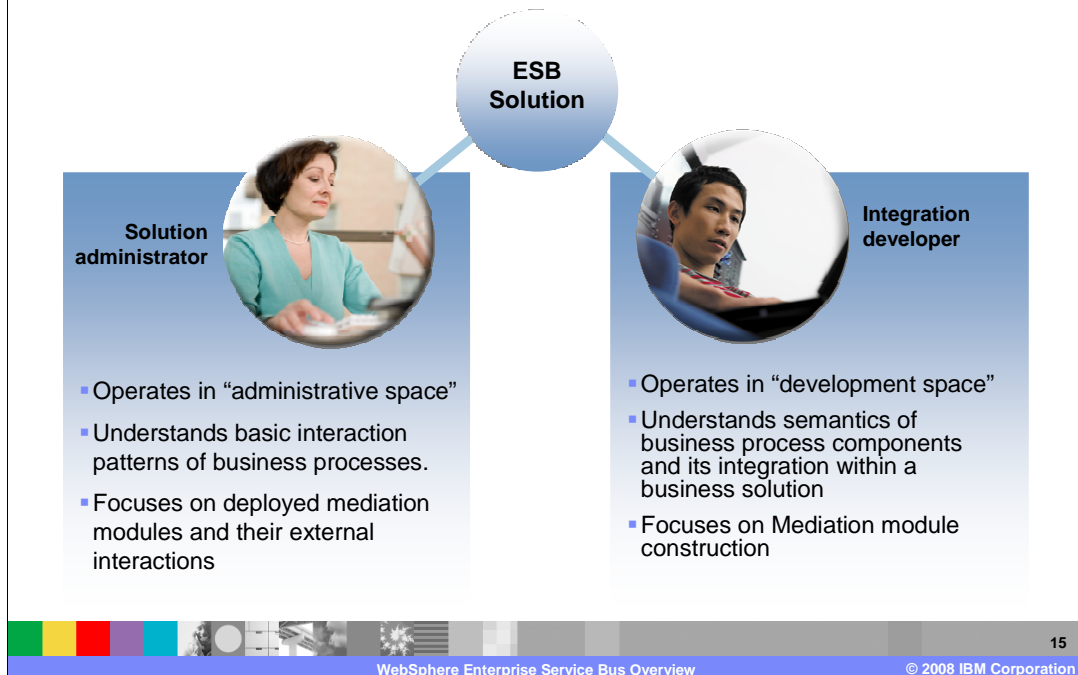 ESB
Solution
Solution
administrator
▪Operates in “administrative space”
▪Understands basic interaction
patterns of business processes.
▪Focuses on deployed mediation
modules and their external
interactions
Integration
developer
▪Operates in “development space”
▪Understands semantics of
business process components
and its integration within a
business solution
▪Focuses on Mediation module
construction
15
WebSphere Enterprise Service Bus Overview
© 2008 IBM Corporation